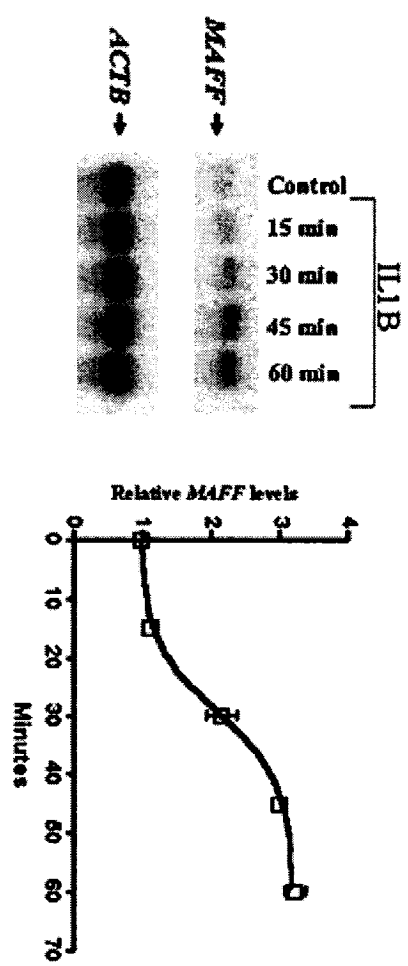 IL1B
Control
15 min
30 min
45 min
60 min
MAFF →
ACTB →
Relative MAFF levels
4
3
2
1
0
0 10 20 30 40 50 60 70
Minutes